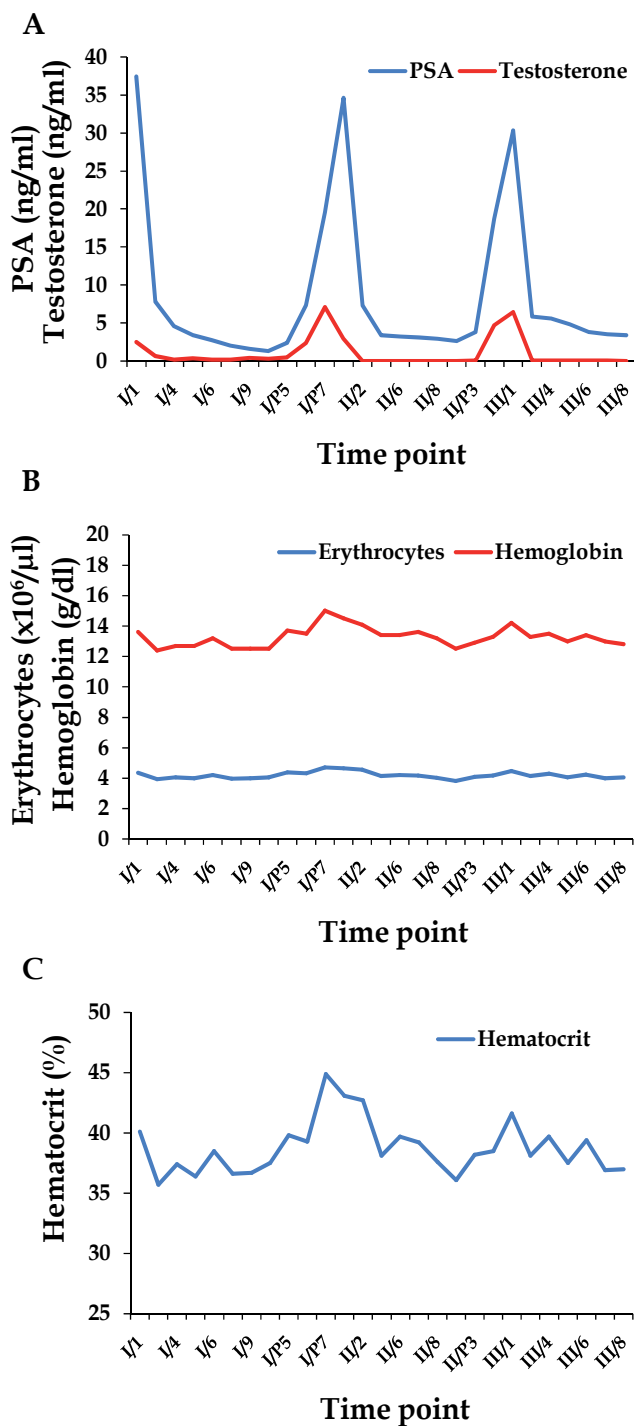 A
PSA
Testosterone
PSA (ng/ml)
Testosterone (ng/ml)
40
35
30
25
20
15
10
5
0
I/1
I/4
I/6
I/9
I/P5
I/P7
II/2
II/6
II/8
II/P3
III/1
III/4
III/6
III/8
Time point
B
Erythrocytes
Hemoglobin
Erythrocytes (x10⁶/µl)
Hemoglobin (g/dl)
20
18
16
14
12
10
8
6
4
2
0
I/1
I/4
I/6
I/9
I/P5
I/P7
II/2
II/6
II/8
II/P3
III/1
III/4
III/6
III/8
Time point
C
Hematocrit
Hematocrit (%)
50
45
40
35
30
25
I/1
I/4
I/6
I/9
I/P5
I/P7
II/2
II/6
II/8
II/P3
III/1
III/4
III/6
III/8
Time point